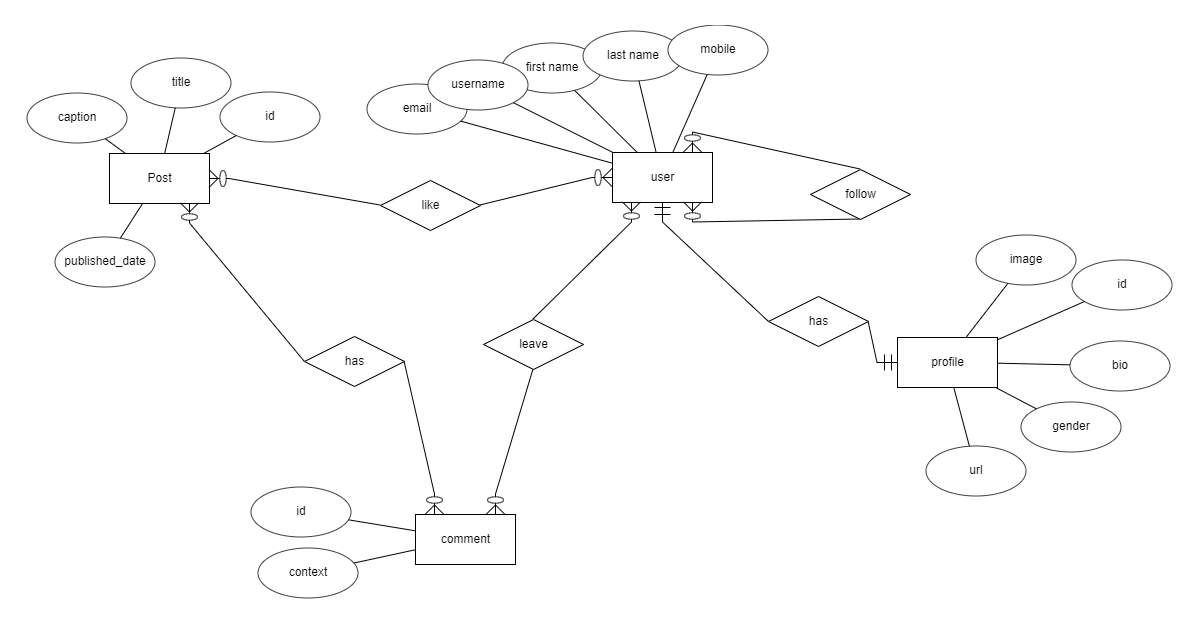 mobile
last name
first name
title
username
email
caption
id
Post
user
follow
like
published_date
image
id
has
leave
has
profile
bio
gender
url
id
comment
context